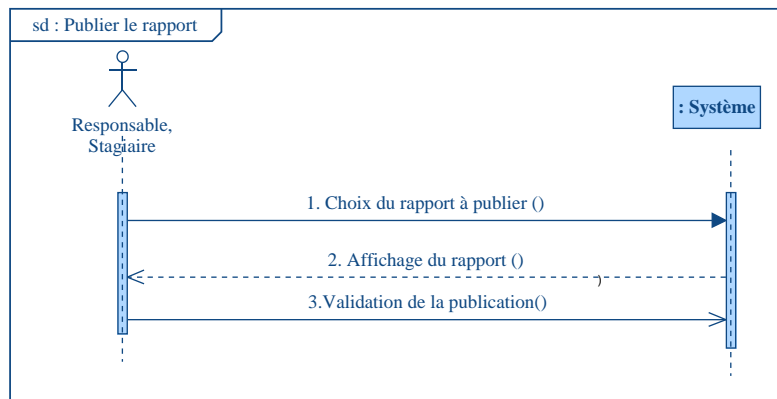 sd : Publier le rapport
Responsable,
Stagiaire
: Système
1. Choix du rapport à publier ()
2. Affichage du rapport ()
)
3.Validation de la publication()